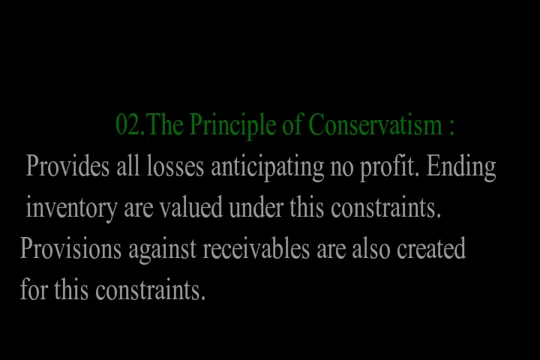 02.The Principle of Conservatism :
Provides all losses anticipating no profit. Ending
inventory are valued under this constraints.
Provisions against receivables are also created
for this constraints.